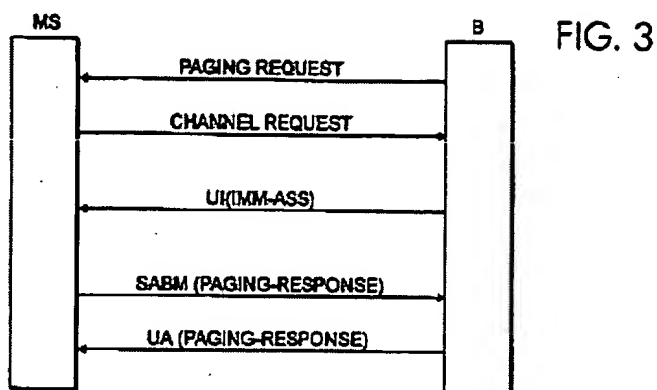 MS
B
FIG. 3
PAGING REQUEST
CHANNEL REQUEST
UI(IMM-ASS)
SABM (PAGING-RESPONSE)
UA (PAGING-RESPONSE)